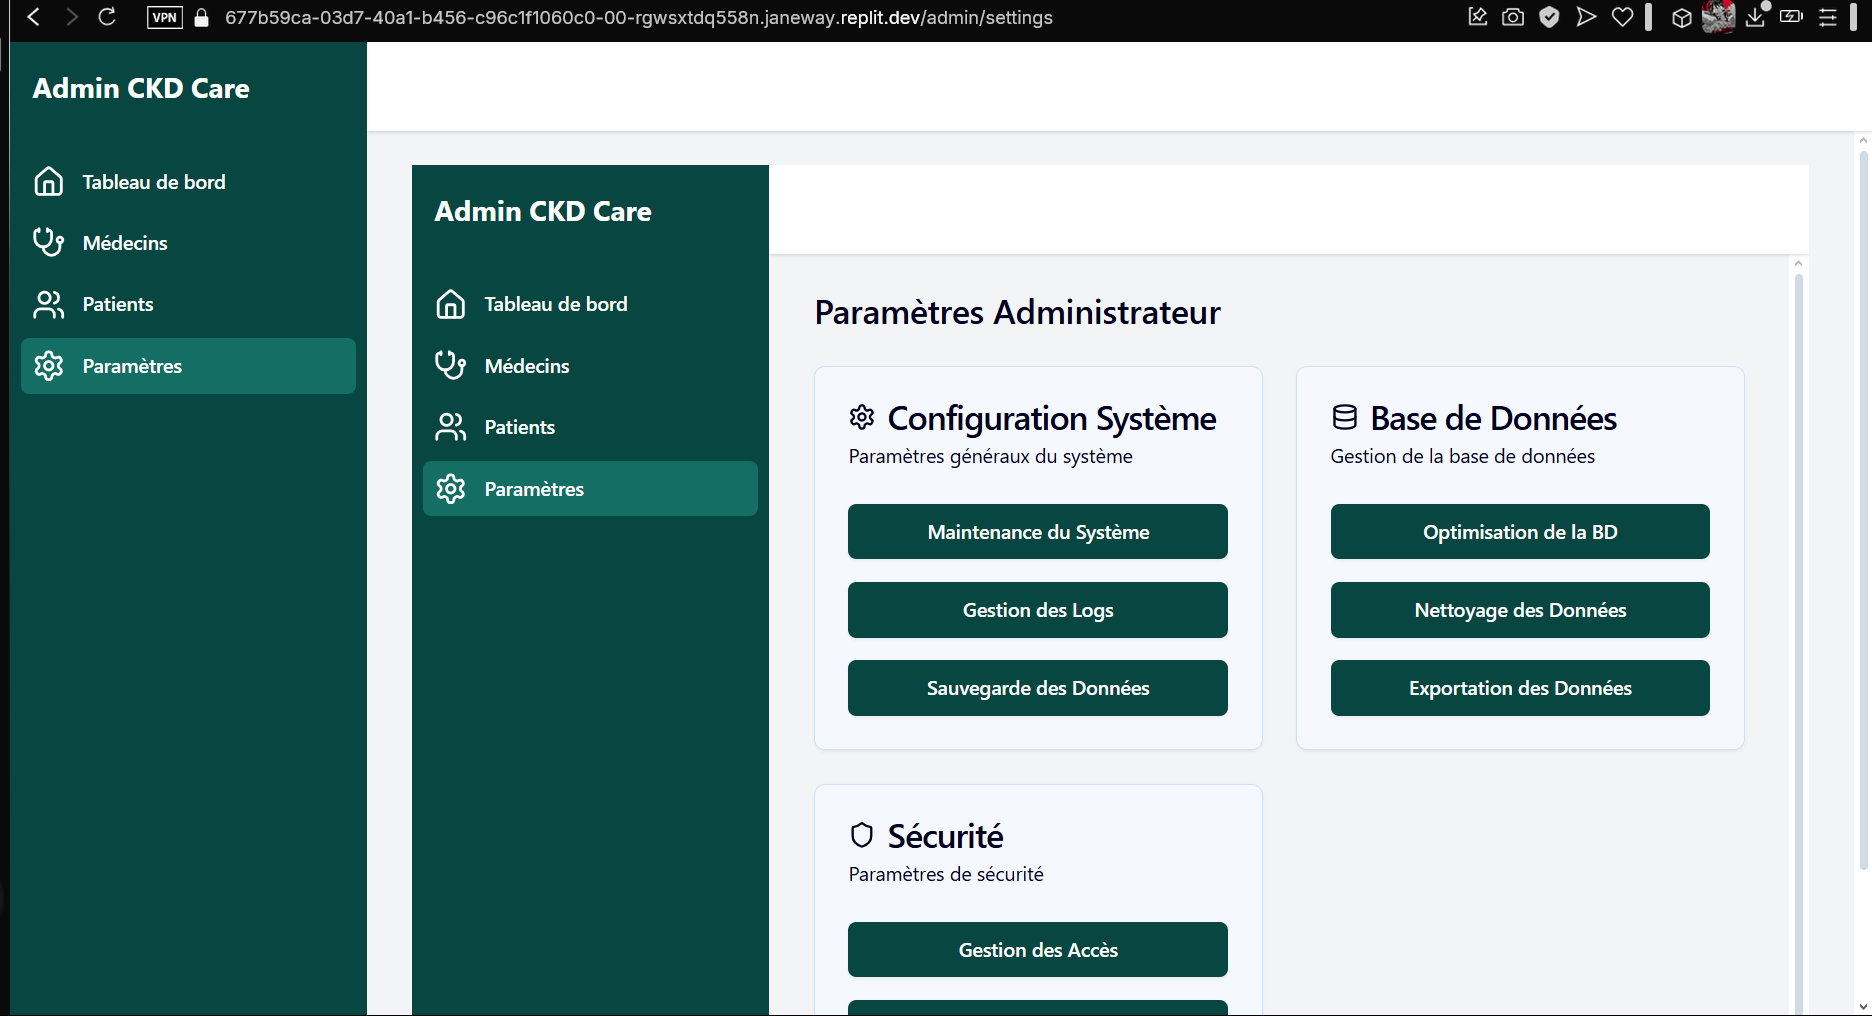 VPN
677b59ca-03d7-40a1-b456-c96c1f1060c0-00-rgwsxtdq558n.janeway.replit.dev/admin/settings
Admin CKD Care
Tableau de bord
Médecins
Patients
Paramètres
Admin CKD Care
Tableau de bord
Médecins
Patients
Paramètres
Paramètres Administrateur
Configuration Système
Paramètres généraux du système
Maintenance du Système
Gestion des Logs
Sauvegarde des Données
Base de Données
Gestion de la base de données
Optimisation de la BD
Nettoyage des Données
Exportation des Données
Sécurité
Paramètres de sécurité
Gestion des Accès